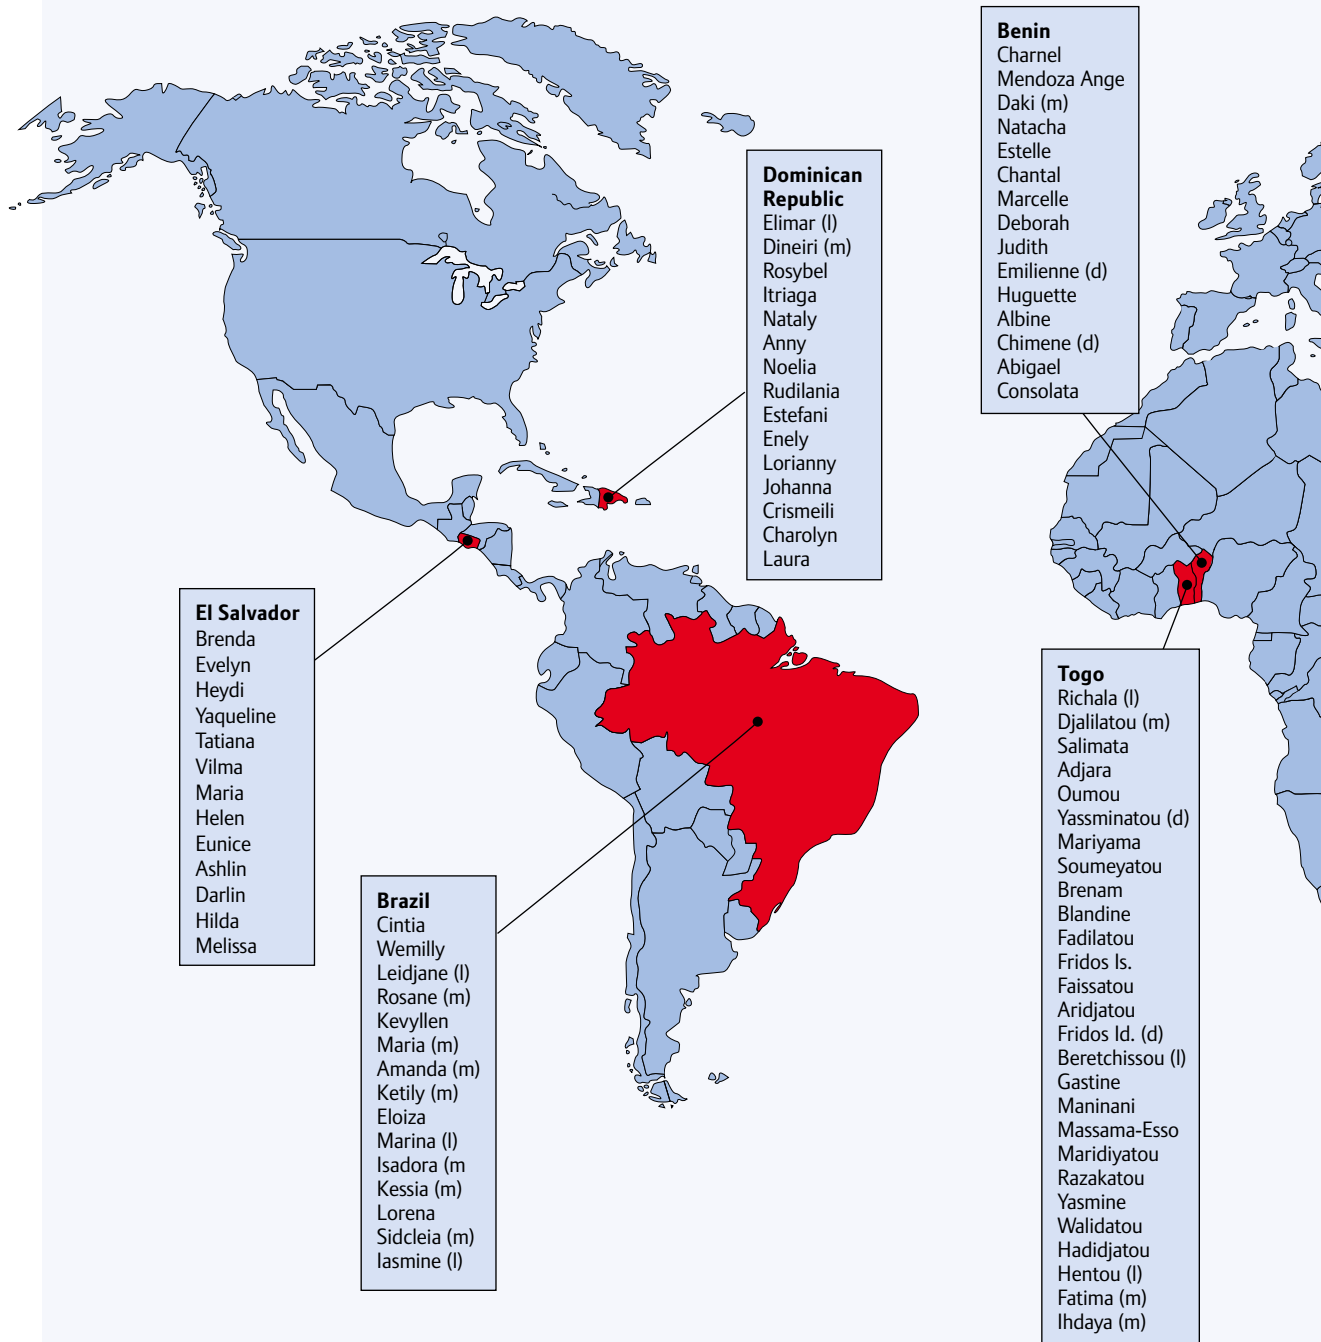 Benin
Charnel
Mendoza Ange
Daki (m)
Natacha
Estelle
Chantal
Marcelle
Deborah
Judith
Emilienne (d)
Huguette
Albine
Chimene (d)
Abigael
Consolata
Dominican
Republic
Elimar (l)
Dineiri (m)
Rosybel
Itriaga
Nataly
Anny
Noelia
Rudilania
Estefani
Enely
Lorianny
Johanna
Crismeili
Charolyn
Laura
El Salvador
Brenda
Evelyn
Heydi
Yaqueline
Tatiana
Vilma
Maria
Helen
Eunice
Ashlin
Darlin
Hilda
Melissa
Brazil
Cintia
Wemilly
Leidjane (l)
Rosane (m)
Kevyllen
Maria (m)
Amanda (m)
Ketily (m)
Eloiza
Marina (l)
Isadora (m
Kessia (m)
Lorena
Sidcleia (m)
Iasmine (l)
Togo
Richala (l)
Djalilatou (m)
Salimata
Adjara
Oumou
Yassminatou (d)
Mariyama
Soumeyatou
Brenam
Blandine
Fadilatou
Fridos Is.
Faissatou
Aridjatou
Fridos Id. (d)
Beretchissou (l)
Gastine
Maninani
Massama-Esso
Maridiyatou
Razakatou
Yasmine
Walidatou
Hadidjatou
Hentou (l)
Fatima (m)
Ihdaya (m)